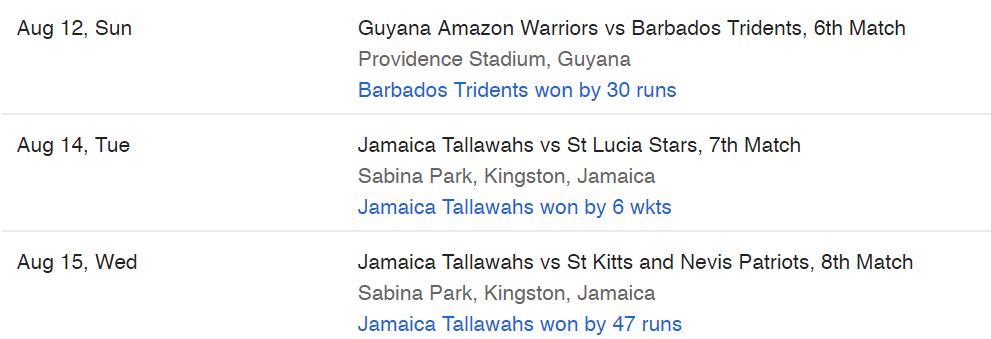 Aug 12, Sun
Guyana Amazon Warriors vs Barbados Tridents, 6th Match
Providence Stadium, Guyana
Barbados Tridents won by 30 runs
Aug 14, Tue
Jamaica Tallawahs vs St Lucia Stars, 7th Match
Sabina Park, Kingston, Jamaica
Jamaica Tallawahs won by 6 wkts
Aug 15, Wed
Jamaica Tallawahs vs St Kitts and Nevis Patriots, 8th Match
Sabina Park, Kingston, Jamaica
Jamaica Tallawahs won by 47 runs